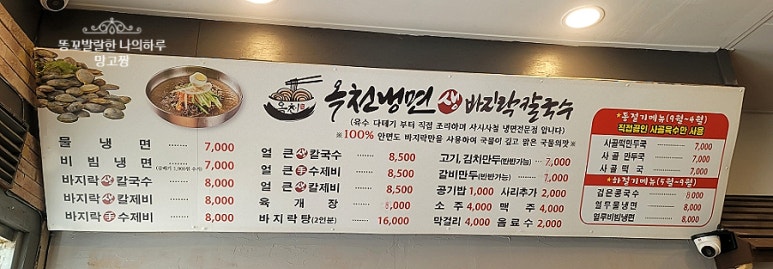 똥꼬발랄한 나의하루
망고짱
옥천냉면 生 바지락칼국수
(유수 다테기 부터 직접 조리하며 사시사철 냉면전문점 입니다)
※100% 안면도 바지락만을 사용하여 국물이 깊고 맑은 국물의맛※
물냉면 7,000
비빔냉면 7,000
바지락生칼국수 8,000
바지락生칼제비 8,000
바지락手수제비 8,000
얼큰生칼국수 8,500
얼큰手수제비 8,500
얼큰生칼제비 8,500
육개장 8,000
바지락탕(2인분) 16,000
고기,김치만두(반반가능) 7,000
갈비만두(반반가능) 7,000
공기밥 1,000 사리추가 2,000
소주 4,000 맥주 4,000
막걸리 4,000 음료수 2,000
*동절기메뉴(9월~4월)
직접곰인 사골육수만 사용
사골떡만두국 7,000
사골 만두국 7,000
사골 떡국 7,000
*하절기메뉴(5월~9월)
검은콩국수 8,000
열무물냉면 8,000
열무비빔냉면 8,000